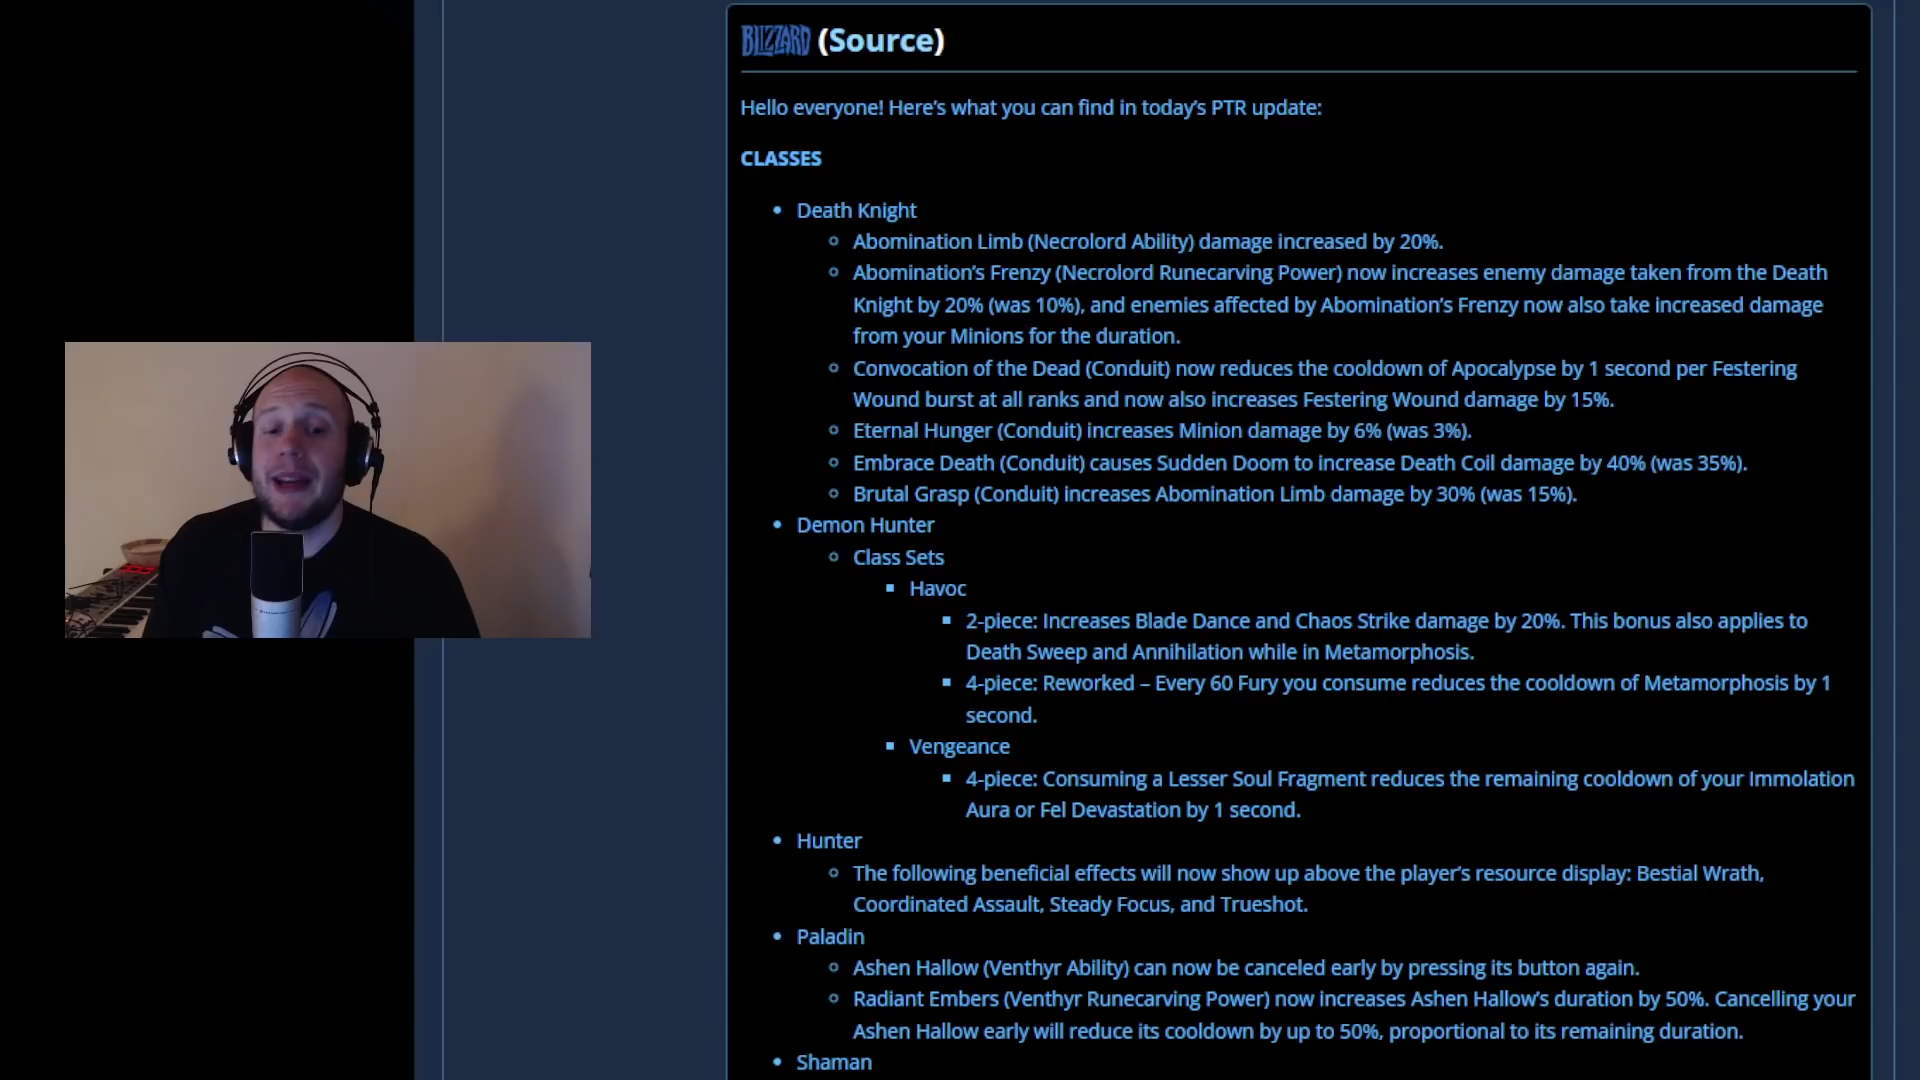 BLIZZARD (Source)
Hello everyone! Here’s what you can find in today’s PTR update:
CLASSES
• Death Knight
Abomination Limb (Necrolord Ability) damage increased by 20%.
Abomination’s Frenzy (Necrolord Runecarving Power) now increases enemy damage taken from the Death
Knight by 20% (was 10%), and enemies affected by Abomination’s Frenzy now also take increased damage
from your Minions for the duration.
Convocation of the Dead (Conduit) now reduces the cooldown of Apocalypse by 1 second per Festering
Wound burst at all ranks and now also increases Festering Wound damage by 15%.
Eternal Hunger (Conduit) increases Minion damage by 6% (was 3%).
Embrace Death (Conduit) causes Sudden Doom to increase Death Coil damage by 40% (was 35%).
Brutal Grasp (Conduit) increases Abomination Limb damage by 30% (was 15%).
• Demon Hunter
Class Sets
Havoc
2-piece: Increases Blade Dance and Chaos Strike damage by 20%. This bonus also applies to
Death Sweep and Annihilation while in Metamorphosis.
4-piece: Reworked – Every 60 Fury you consume reduces the cooldown of Metamorphosis by 1
second.
Vengeance
4-piece: Consuming a Lesser Soul Fragment reduces the remaining cooldown of your Immolation
Aura or Fel Devastation by 1 second.
• Hunter
The following beneficial effects will now show up above the player’s resource display: Bestial Wrath,
Coordinated Assault, Steady Focus, and Trueshot.
• Paladin
Ashen Hallow (Venthyr Ability) can now be canceled early by pressing its button again.
Radiant Embers (Venthyr Runecarving Power) now increases Ashen Hallow’s duration by 50%. Cancelling your
Ashen Hallow early will reduce its cooldown by up to 50%, proportional to its remaining duration.
• Shaman